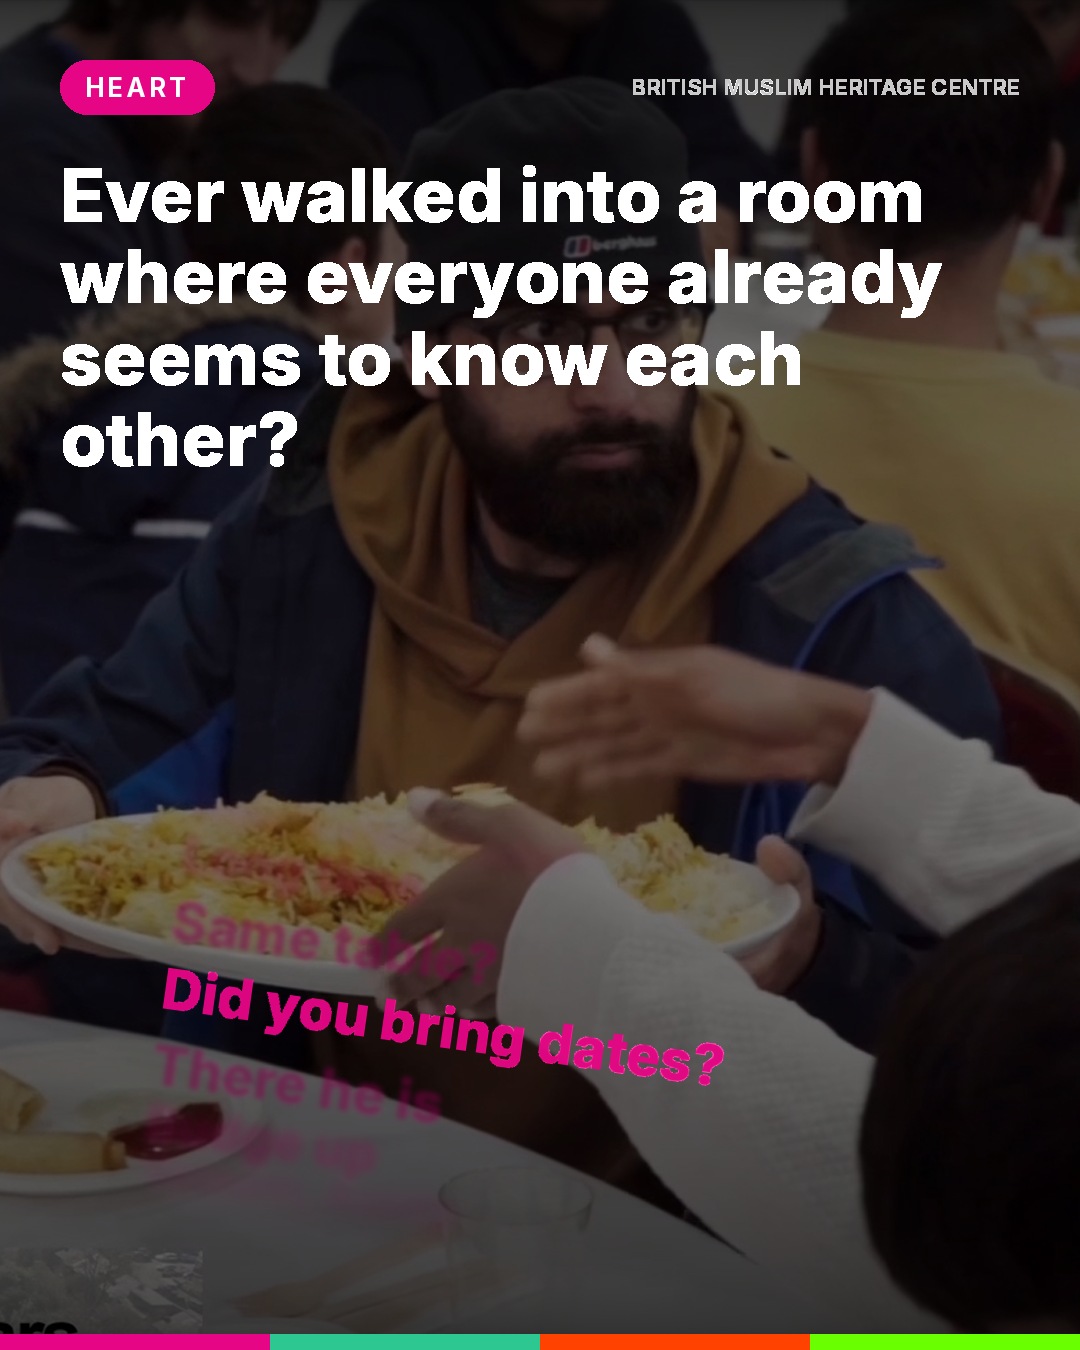 HEART
BRITISH MUSLIM HERITAGE CENTRE
Ever walked into a room
where everyone already
seems to know each
other?
berghaus
Same table?
Did you bring dates?
There he is